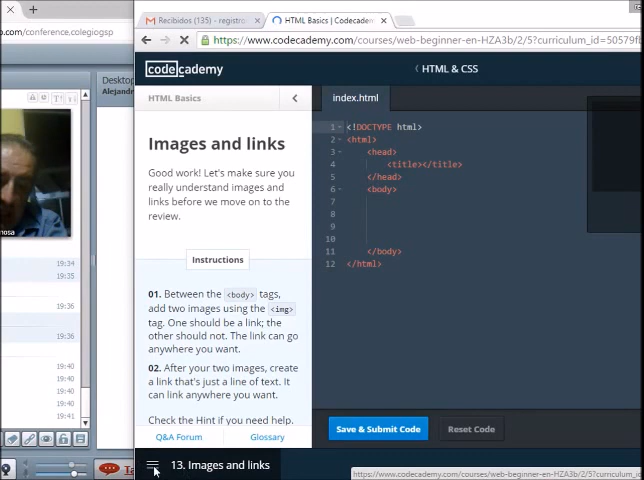 Recibidos (135) - registro
HTML Basics | Codecadem
.com/conference.colegiogsp
https://www.codecademy.com/courses/web-beginner-en-HZA3b/2/5?curriculum_id=50579fb
Desktop
Alejandr
codecademy
HTML & CSS
HTML Basics
index.html
Images and links
Good work! Let's make sure you
really understand images and
links before we move on to the
review.
Instructions
01. Between the <body> tags,
add two images using the <img>
tag. One should be a link; the
other should not. The link can go
anywhere you want.
02. After your two images, create
a link that's just a line of text. It
can link anywhere you want.
Check the Hint if you need help.
Q&A Forum
Glossary
1 <!DOCTYPE html>
2 <html>
3 <head>
4 <title></title>
5 </head>
6 <body>
7
8
9
10
11 </body>
12 </html>
mosa
19:34
19:35
19:36
19:36
19:40
19:40
19:40
19:40
19:41
Save & Submit Code
Reset Code
Ta
13. Images and links
https://www.codecademy.com/courses/web-beginner-en-HZA3b/2/5?curriculum_i